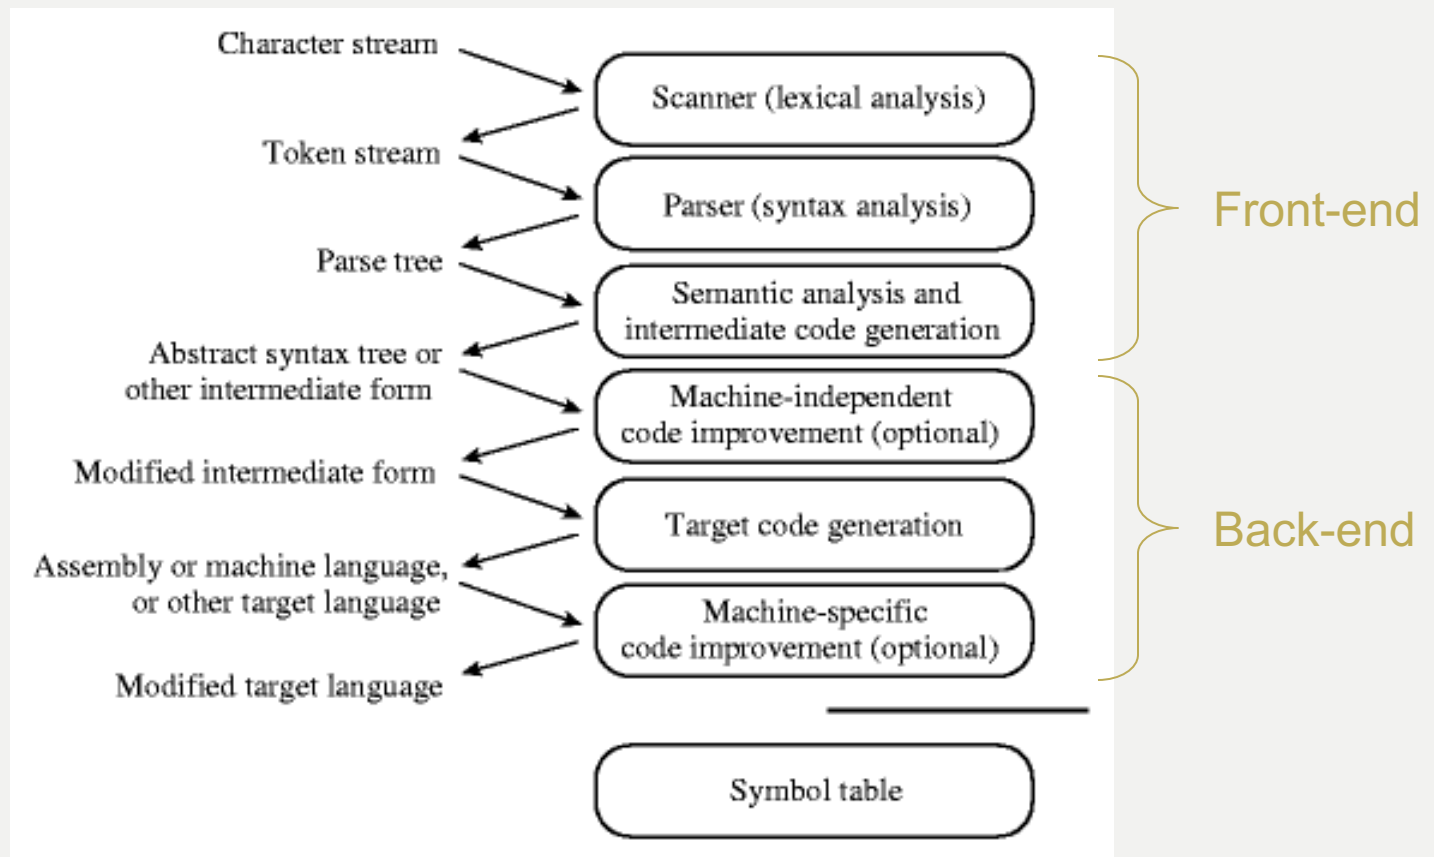 Character stream
Scanner (lexical analysis)
Token stream
Parser (syntax analysis)
Front-end
Parse tree
Semantic analysis and
intermediate code generation
Abstract syntax tree or
other intermediate form
Machine-independent
code improvement (optional)
Modified intermediate form
Target code generation
Back-end
Assembly or machine language,
or other target language
Machine-specific
code improvement (optional)
Modified target language
Symbol table